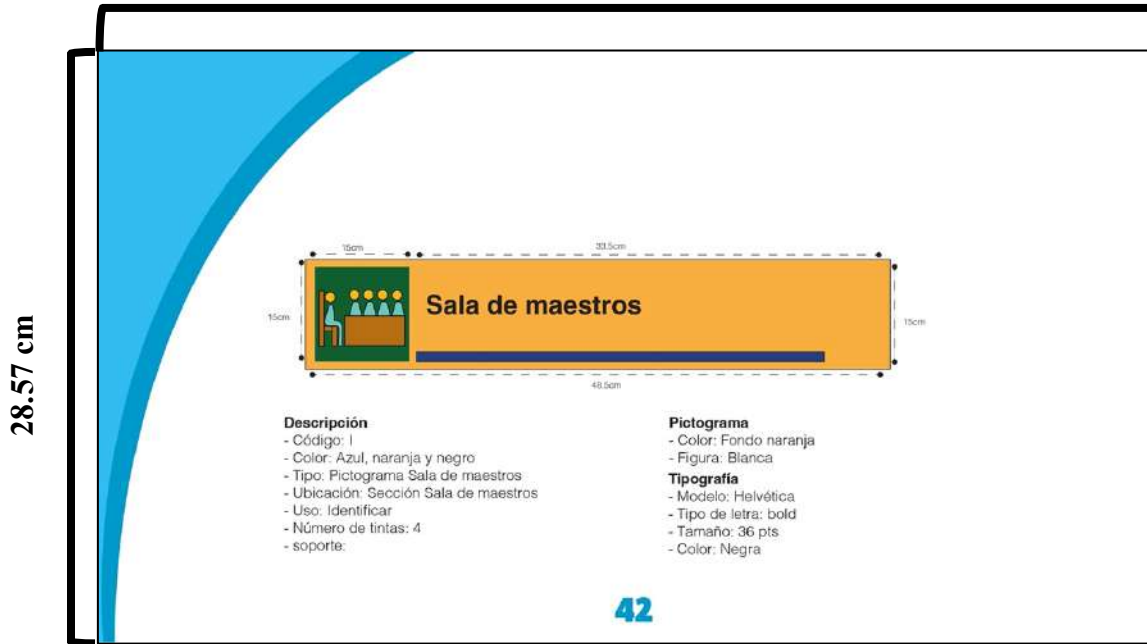 28.57 cm
15cm
33.5cm
15cm
Sala de maestros
15cm
48.5cm
Descripción
- Código: I
- Color: Azul, naranja y negro
- Tipo: Pictograma Sala de maestros
- Ubicación: Sección Sala de maestros
- Uso: Identificar
- Número de tintas: 4
- soporte:
Pictograma
- Color: Fondo naranja
- Figura: Blanca
Tipografía
- Modelo: Helvética
- Tipo de letra: bold
- Tamaño: 36 pts
- Color: Negra
42